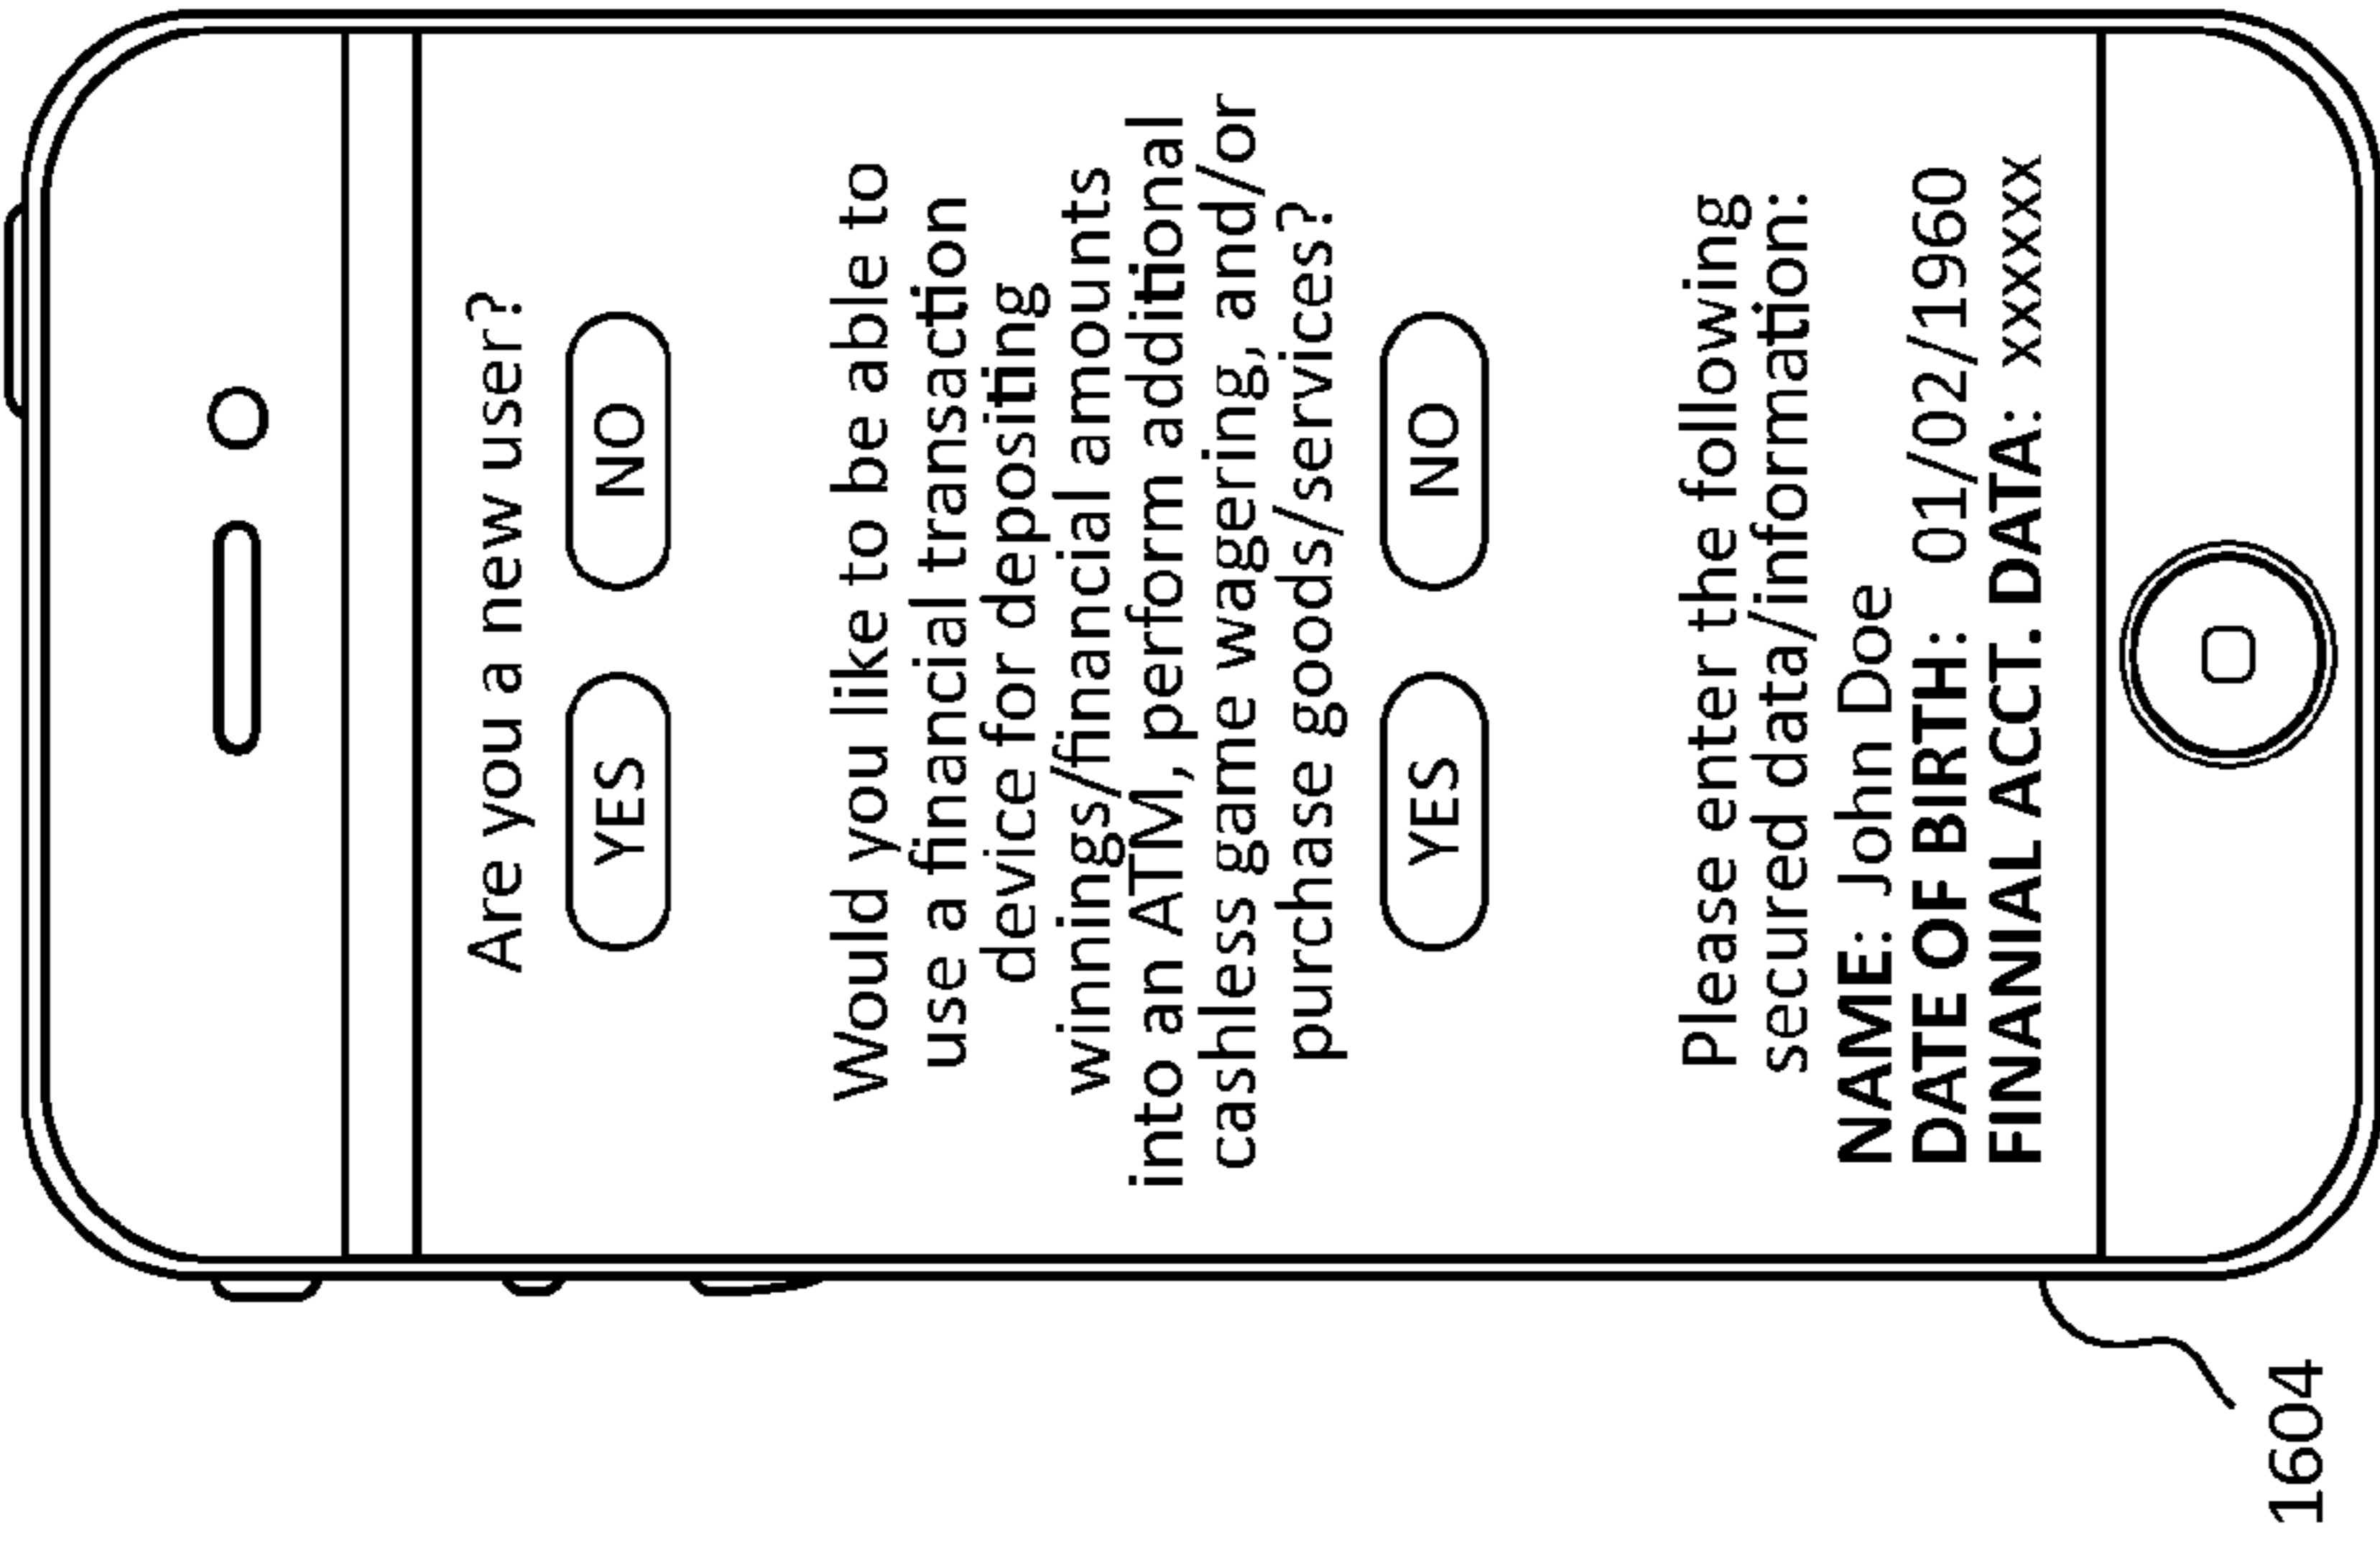 Are you a new user?
YES NO
Would you like to be able to
use a financial transaction
device for depositing
winnings/financial amounts
into an ATM, perform additional
cashless game wagering, and/or
purchase goods/services?
YES NO
Please enter the following
secured data/information:
NAME: John Doe
DATE OF BIRTH: 01/02/1960
FINANIAL ACCT. DATA: xxxxxxx
1604